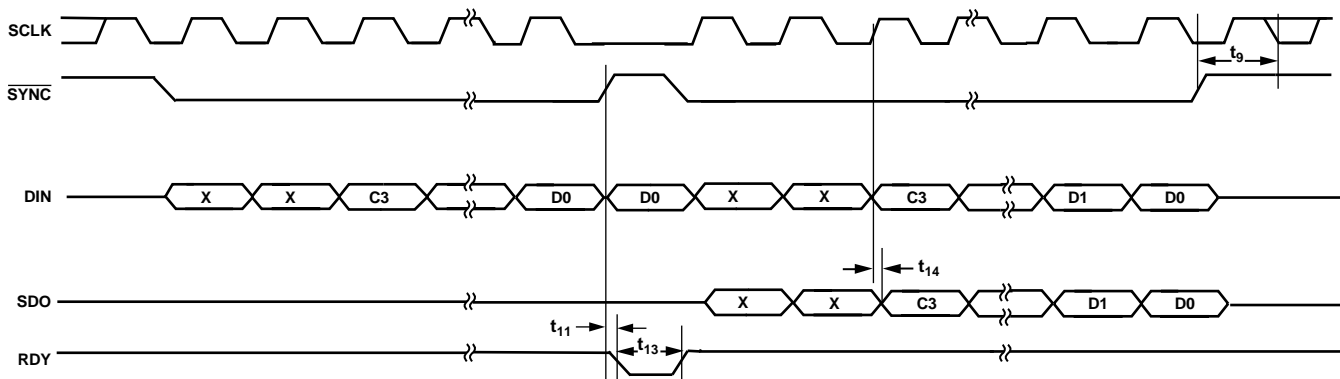 SCLK
t9
SYNC
DIN
X X C3 D0 D0 X X C3 D1 D0
t14
SDO
X X C3 D1 D0
t11
t13
RDY